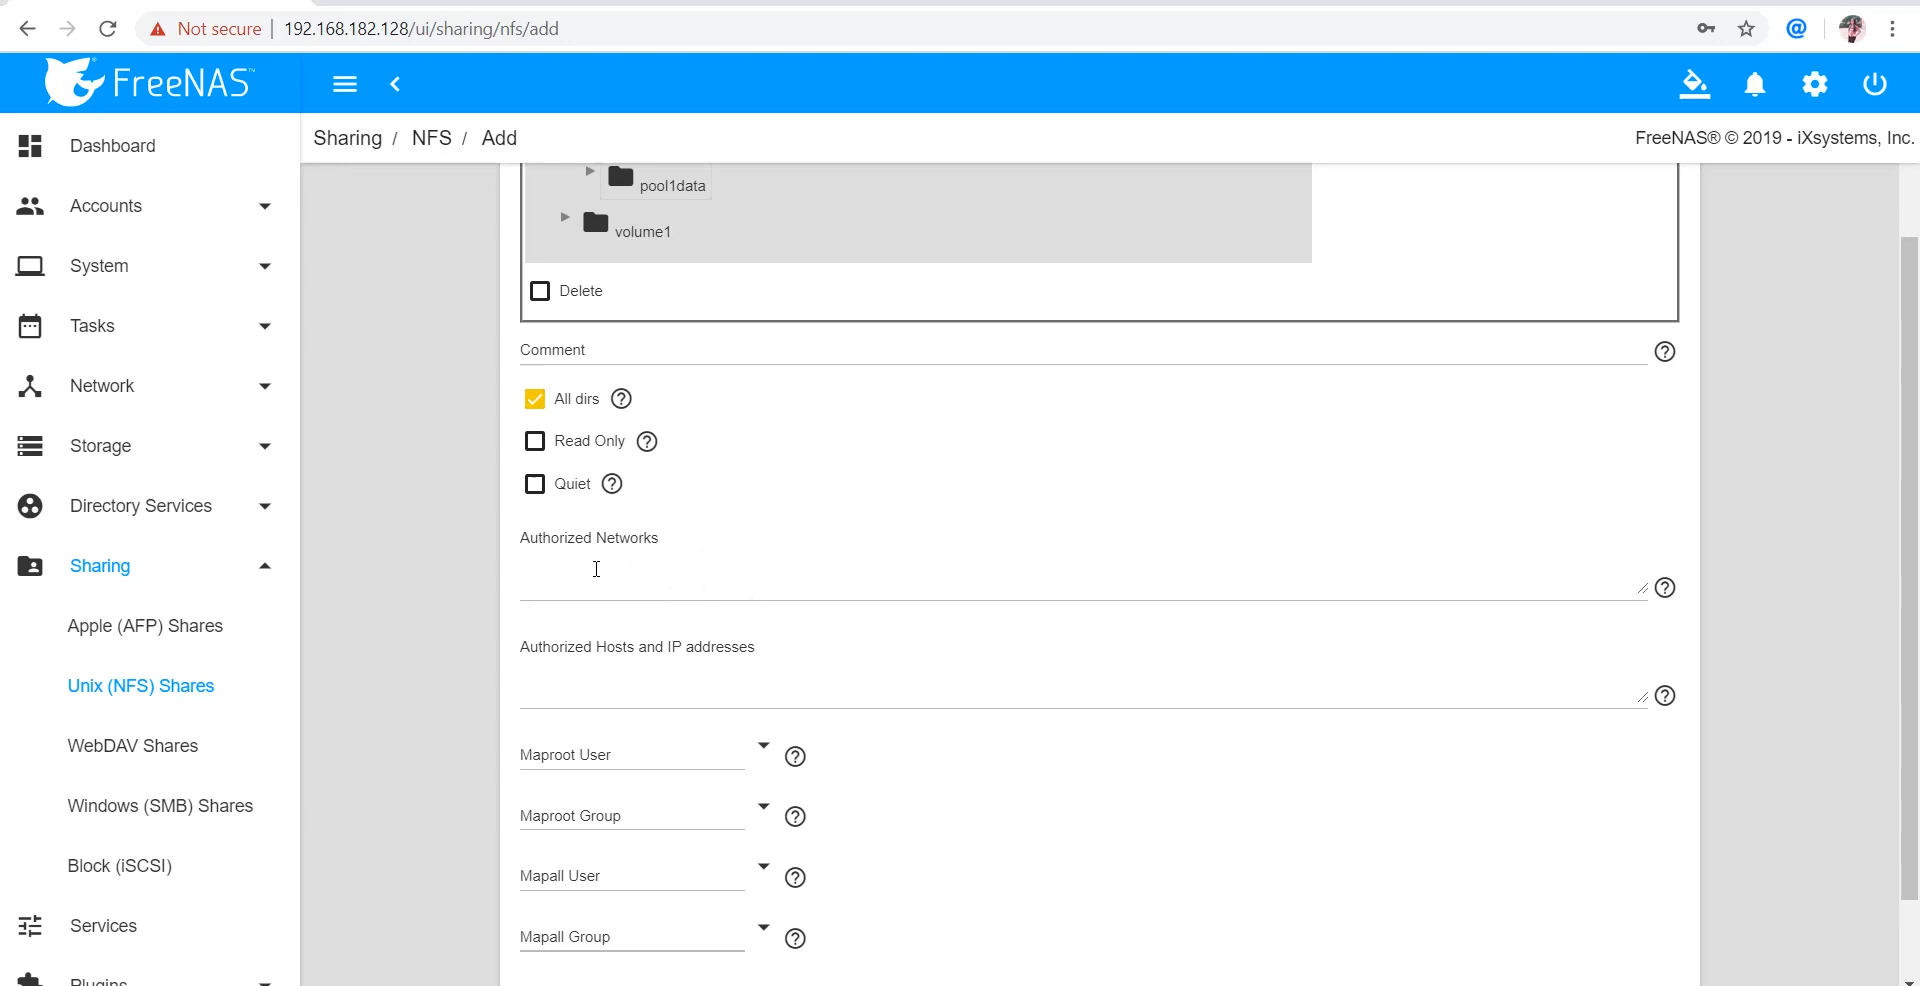 Not secure | 192.168.182.128/ui/sharing/nfs/add
FreeNAS™
Sharing / NFS / Add
FreeNAS® © 2019 - iXsystems, Inc.
Dashboard
Accounts
System
Tasks
Network
Storage
Directory Services
Sharing
Apple (AFP) Shares
Unix (NFS) Shares
WebDAV Shares
Windows (SMB) Shares
Block (iSCSI)
Services
Plugins
pool1data
volume1
Delete
Comment
All dirs
Read Only
Quiet
Authorized Networks
Authorized Hosts and IP addresses
Maproot User
Maproot Group
Mapall User
Mapall Group